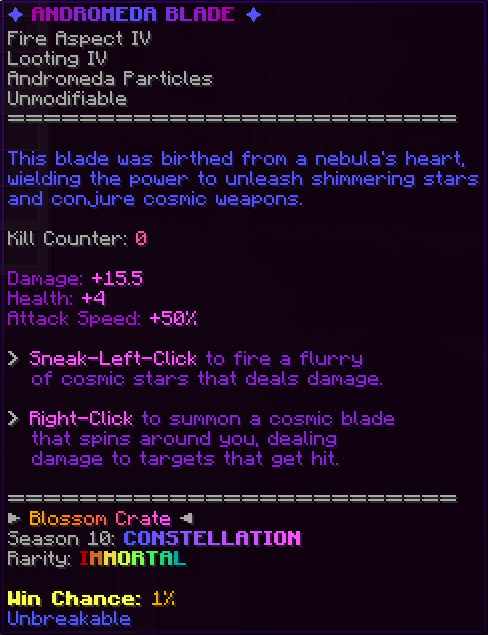 ✦ ANDROMEDA BLADE ✦
Fire Aspect IV
Looting IV
Andromeda Particles
Unmodifiable
============================
This blade was birthed from a nebula's heart,
wielding the power to unleash shimmering stars
and conjure cosmic weapons.
Kill Counter: 0
Damage: +15.5
Health: +4
Attack Speed: +50%
> Sneak-Left-Click to fire a flurry
of cosmic stars that deals damage.
> Right-Click to summon a cosmic blade
that spins around you, dealing
damage to targets that get hit.
============================
► Blossom Crate ◄
Season 10: CONSTELLATION
Rarity: IMMORTAL
Win Chance: 1%
Unbreakable